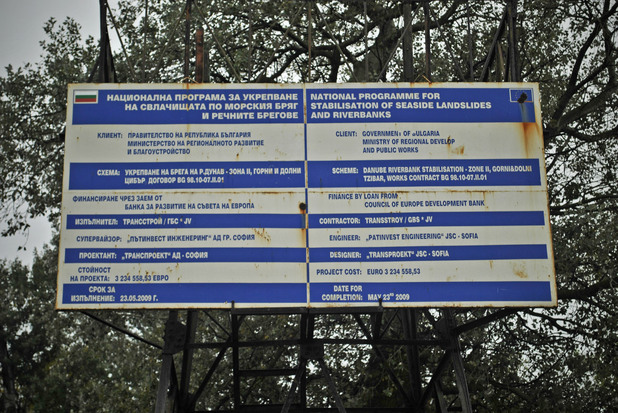 НАЦИОНАЛНА ПРОГРАМА ЗА УКРЕПВАНЕ
НА СВЛАЧИЩАТА ПО МОРСКИЯ БРЯГ
И РЕЧНИТЕ БРЕГОВЕ
КЛИЕНТ: ПРАВИТЕЛСТВО НА РЕПУБЛИКА БЪЛГАРИЯ
МИНИСТЕРСТВО НА РЕГИОНАЛНОТО РАЗВИТИЕ
И БЛАГОУСТРОЙСТВО
СХЕМА: УКРЕПВАНЕ НА БРЕГА НА Р.ДУНАВ - ЗОНА II, ГОРНИ И ДОЛНИ
ЦИБЪР ДОГОВОР BG 98.10-07.II.01
ФИНАНСИРАНЕ ЧРЕЗ ЗАЕМ ОТ
БАНКА ЗА РАЗВИТИЕ НА СЪВЕТА НА ЕВРОПА
ИЗПЪЛНИТЕЛ: ТРАНССТРОЙ / ГБС * JV
СУПЕРВАЙЗОР: „ПЪТИНВЕСТ ИНЖЕНЕРИНГ" АД ГР. СОФИЯ
ПРОЕКТАНТ: „ТРАНСПРОЕКТ" АД - СОФИЯ
СТОЙНОСТ
НА ПРОЕКТА: 3 234 558,53 ЕВРО
СРОК ЗА
ИЗПЪЛНЕНИЕ: 23.05.2009 Г.
NATIONAL PROGRAMME FOR
STABILISATION OF SEASIDE LANDSLIDES
AND RIVERBANKS
CLIENT: GOVERNMENT OF BULGARIA
MINISTRY OF REGIONAL DEVELOP
AND PUBLIC WORKS
SCHEME: DANUBE RIVERBANK STABILISATION - ZONE II, GORNI&DOLNI
TZIBAR, WORKS CONTRACT BG 98.10-07.II.01
FINANCE BY LOAN FROM
COUNCIL OF EUROPE DEVELOPMENT BANK
CONTRACTOR: TRANSSTROY / GBS * JV
ENGINEER: "PATINVEST ENGINEERING" JSC - SOFIA
DESIGNER: „TRANSPROEKT" JSC - SOFIA
PROJECT COST: EURO 3 234 558,53
DATE FOR
COMPLETION: MAY 23RD 2009